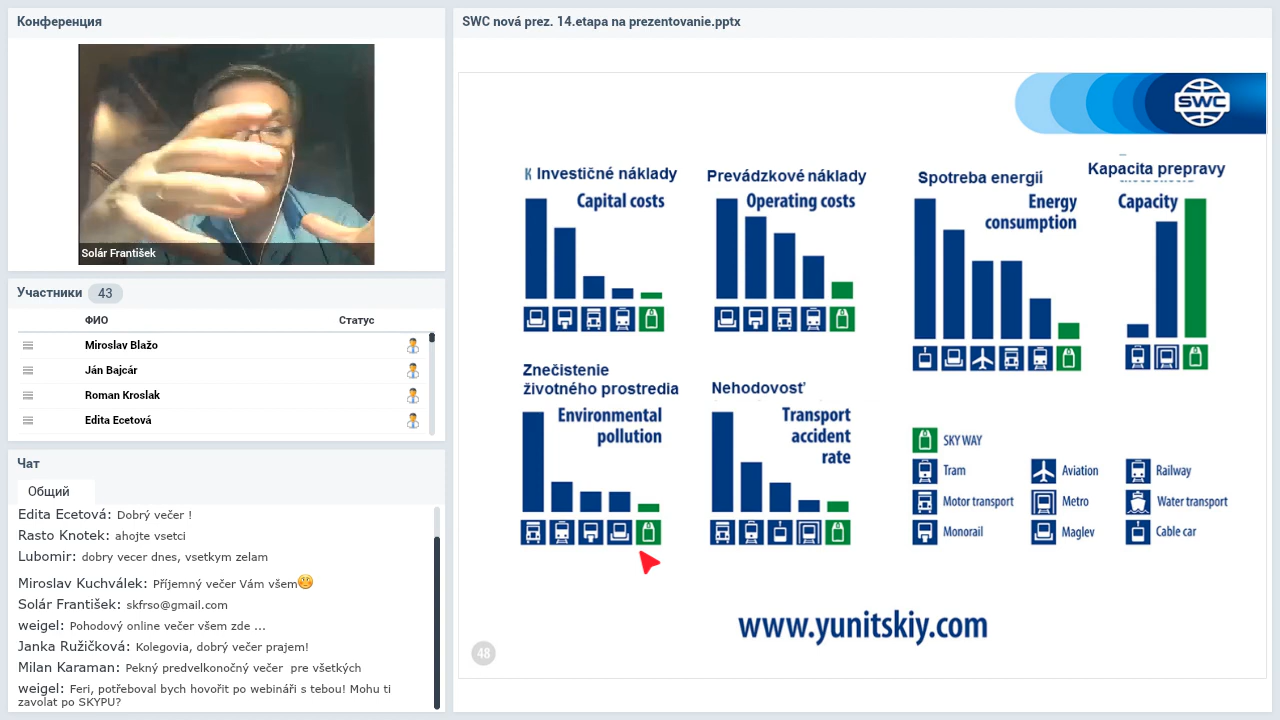 Конференция
Solár František
Участники 43
ФИО Статус
Miroslav Blažo
Ján Bajcár
Roman Kroslak
Edita Ecetová
Чат
Общий
Edita Ecetová: Dobrý večer !
Rasto Knotek: ahojte vsetci
Lubomir: dobry vecer dnes, vsetkym zelam
Miroslav Kuchválek: Příjemný večer Vám všem
Solár František: skfrso@gmail.com
weigel: Pohodový online večer všem zde ...
Janka Ružičková: Kolegovia, dobrý večer prajem!
Milan Karaman: Pekný predvelkonočný večer pre všetkých
weigel: Feri, potřeboval bych hovořit po webináři s tebou! Mohu ti
zavolat po SKYPU?
SWC nová prez. 14.etapa na prezentovanie.pptx
SWC
K Investičné náklady
Capital costs
Prevádzkové náklady
Operating costs
Spotreba energií
Energy
consumption
Kapacita prepravy
Capacity
Znečistenie
životného prostredia
Environmental
pollution
Nehodovosť
Transport
accident
rate
SKY WAY
Tram
Aviation
Railway
Motor transport
Metro
Water transport
Monorail
Maglev
Cable car
www.yunitskiy.com
48